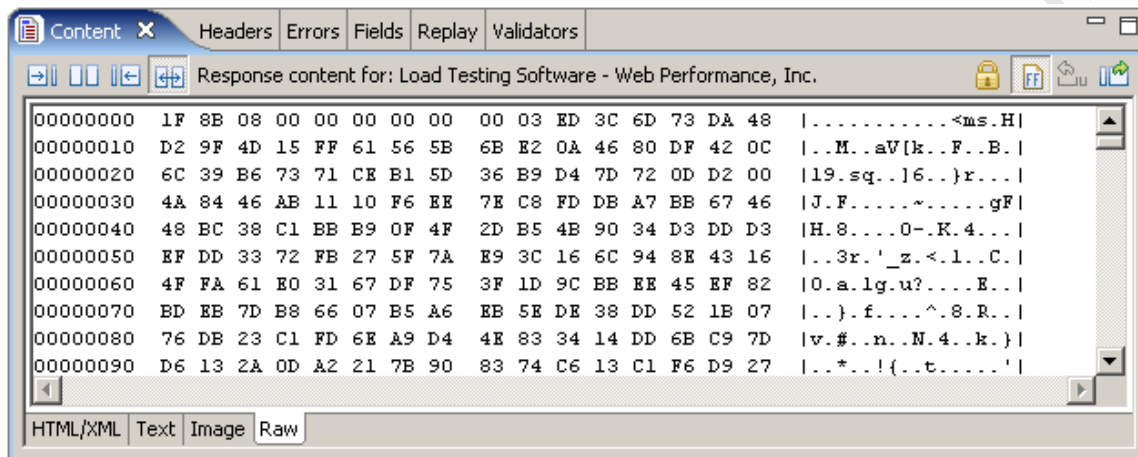 Content Headers Errors Fields Replay Validators
Response content for: Load Testing Software - Web Performance, Inc. FF U
00000000 1F 8B 08 00 00 00 00 00 00 03 ED 3C 6D 73 DA 48 |...........<ms.H|
00000010 D2 9F 4D 15 FF 61 56 5B 6B E2 0A 46 80 DF 42 0C |..M..aV[k..F..B.|
00000020 6C 39 B6 73 71 CE B1 5D 36 B9 D4 7D 72 0D D2 00 |l9.sq..]6..}r...|
00000030 4A 84 46 AB 11 10 F6 EE 7E C8 FD DB A7 BB 67 46 |J.F.....~.....gF|
00000040 48 BC 38 C1 BB B9 0F 4F 2D B5 4B 90 34 D3 DD D3 |H.8....O-.K.4...|
00000050 EF DD 33 72 FB 27 5F 7A E9 3C 16 6C 94 8E 43 16 |..3r.'_z.<.l..C.|
00000060 4F FA 61 E0 31 67 DF 75 3F 1D 9C BB EE 45 EF 82 |O.a.1g.u?....E..|
00000070 BD EB 7D B8 66 07 B5 A6 EB 5E DE 38 DD 52 1B 07 |..}.f....^.8.R..|
00000080 76 DB 23 C1 FD 6E A9 D4 4E 83 34 14 DD 6B C9 7D |v.#..n..N.4..k.}|
00000090 D6 13 2A 0D A2 21 7B 90 83 74 C6 13 C1 F6 D9 27 |..*..!{..t.....'|
HTML/XML Text Image Raw